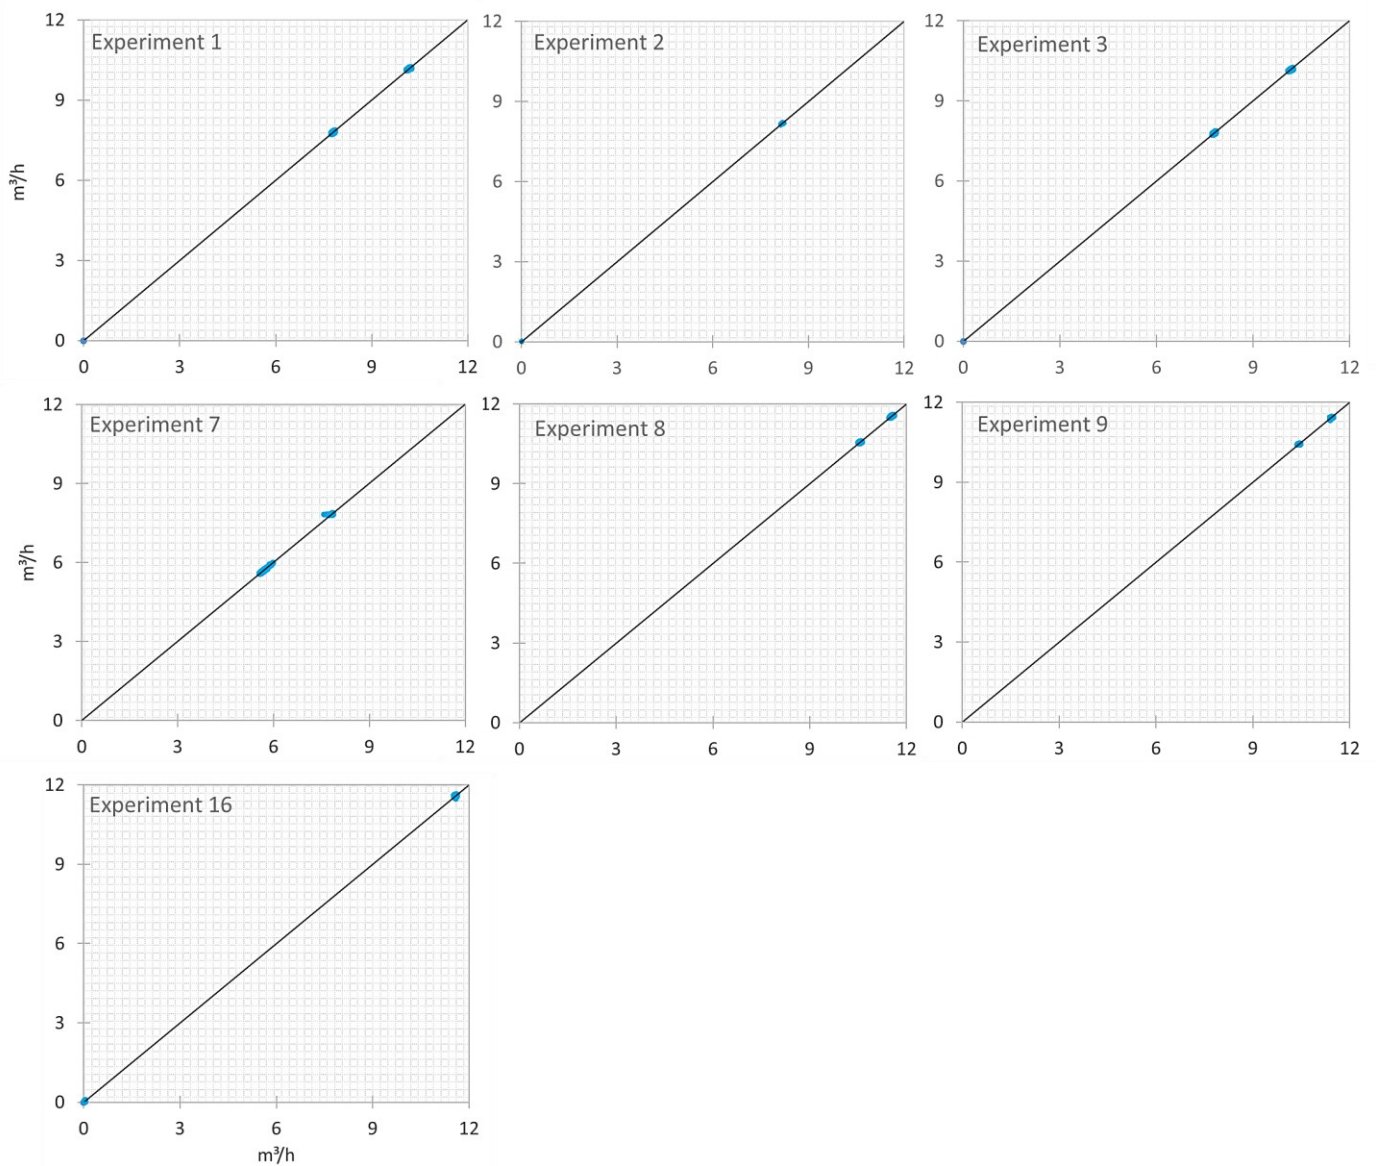 Experiment 1
m³/h
12
9
6
3
0
0 3 6 9 12
Experiment 2
12
9
6
3
0
0 3 6 9 12
Experiment 3
12
9
6
3
0
0 3 6 9 12
Experiment 7
m³/h
12
9
6
3
0
0 3 6 9 12
Experiment 8
12
9
6
3
0
0 3 6 9 12
Experiment 9
12
9
6
3
0
0 3 6 9 12
Experiment 16
12
9
6
3
0
0 3 6 9 12
m³/h